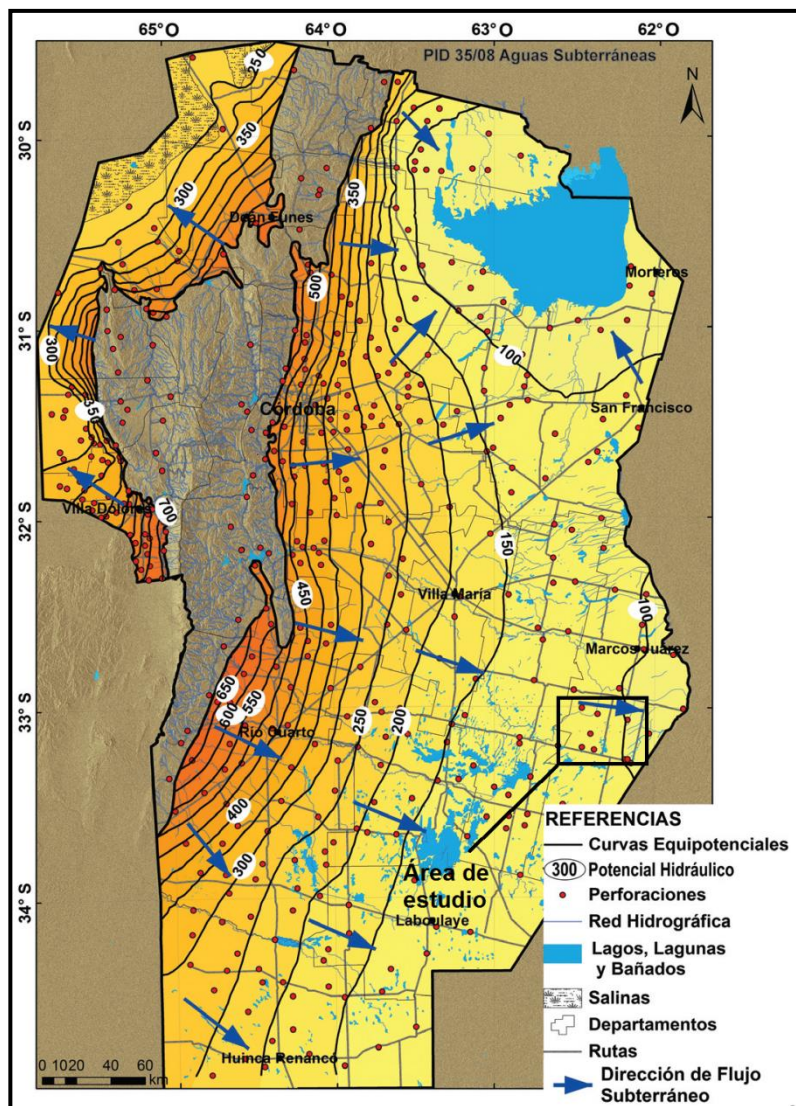 65°O 64°O 63°O 62°O
PID 35/08 Aguas Subterráneas
N
250
350
30°S
300
350
Deán Funes
500
Morteros
31°S
300
100
350
San Francisco
Córdoba
700
Villa Dolores
32°S
150
450
Villa María
100
Marcos Juárez
650
550
600
33°S
250
200
Río Cuarto
400
300
Área de
estudio
34°S
Laboulaye
Huinca Renancó
0 10 20 40 60
km
REFERENCIAS
Curvas Equipotenciales
300 Potencial Hidráulico
Perforaciones
Red Hidrográfica
Lagos, Lagunas
y Bañados
Salinas
Departamentos
Rutas
Dirección de Flujo
Subterráneo